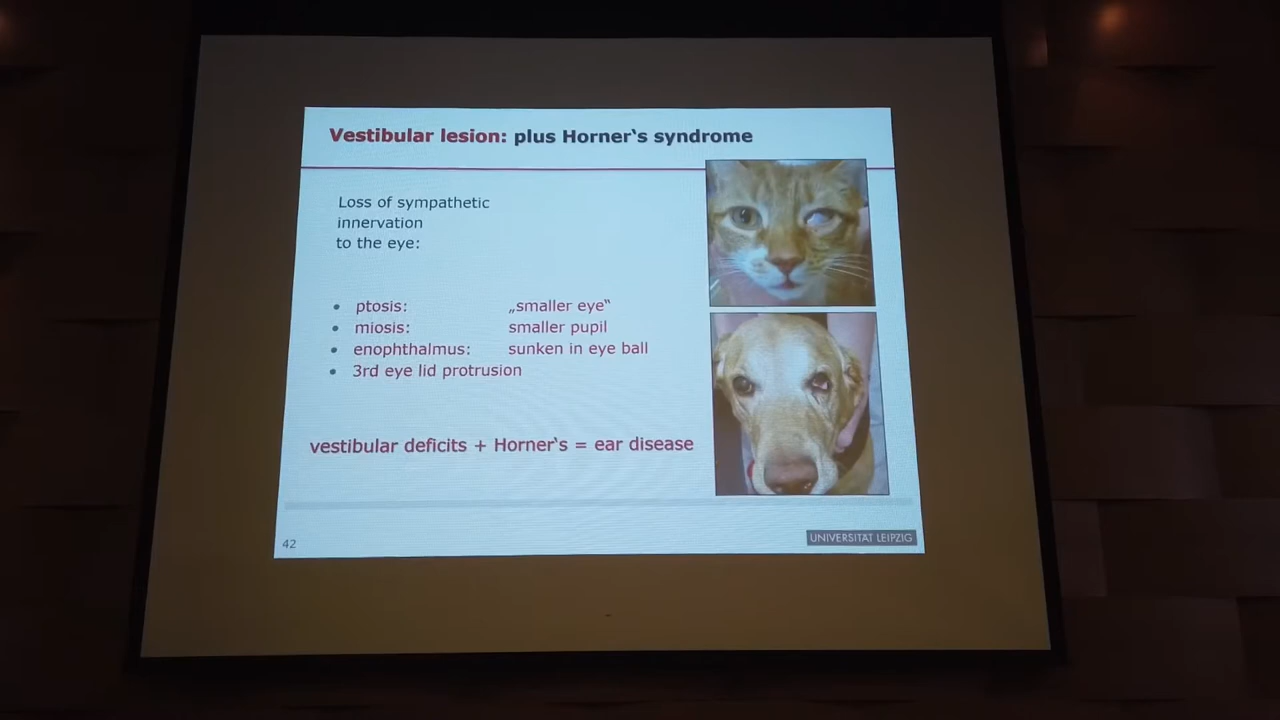 Vestibular lesion: plus Horner‘s syndrome
Loss of sympathetic
innervation
to the eye:
• ptosis: „smaller eye“
• miosis: smaller pupil
• enophthalmus: sunken in eye ball
• 3rd eye lid protrusion
vestibular deficits + Horner‘s = ear disease
42
UNIVERSITÄT LEIPZIG